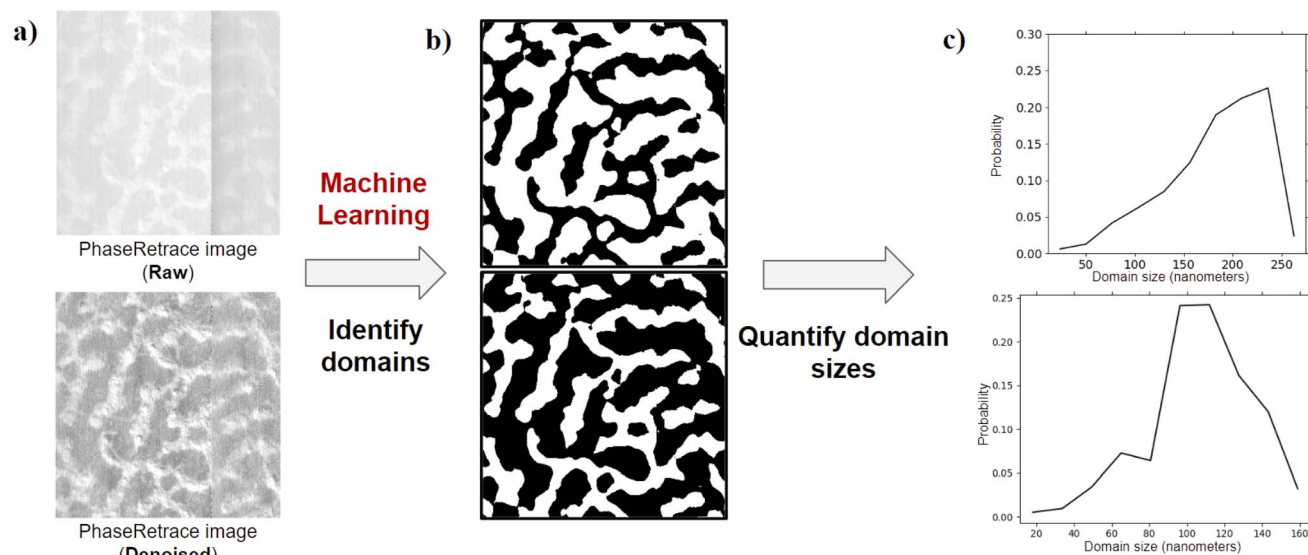 a)
PhaseRetrace image
(Raw)
PhaseRetrace image
(Denoised)
Machine
Learning
Identify
domains
b)
Quantify domain
sizes
c)
0.30
0.25
0.20
0.15
0.10
0.05
0.00
Probability
50
100
150
200
250
Domain size (nanometers)
0.25
0.20
0.15
0.10
0.05
0.00
Probability
20
40
60
80
100
120
140
160
Domain size (nanometers)